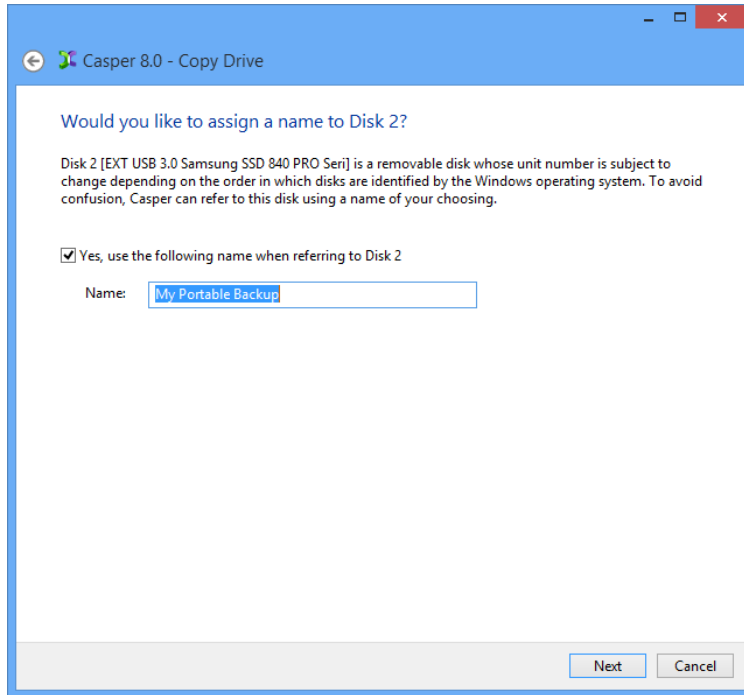 Casper 8.0 - Copy Drive
Would you like to assign a name to Disk 2?
Disk 2 [EXT USB 3.0 Samsung SSD 840 PRO Seri] is a removable disk whose unit number is subject to
change depending on the order in which disks are identified by the Windows operating system. To avoid
confusion, Casper can refer to this disk using a name of your choosing.
Yes, use the following name when referring to Disk 2
Name: My Portable Backup
Next Cancel